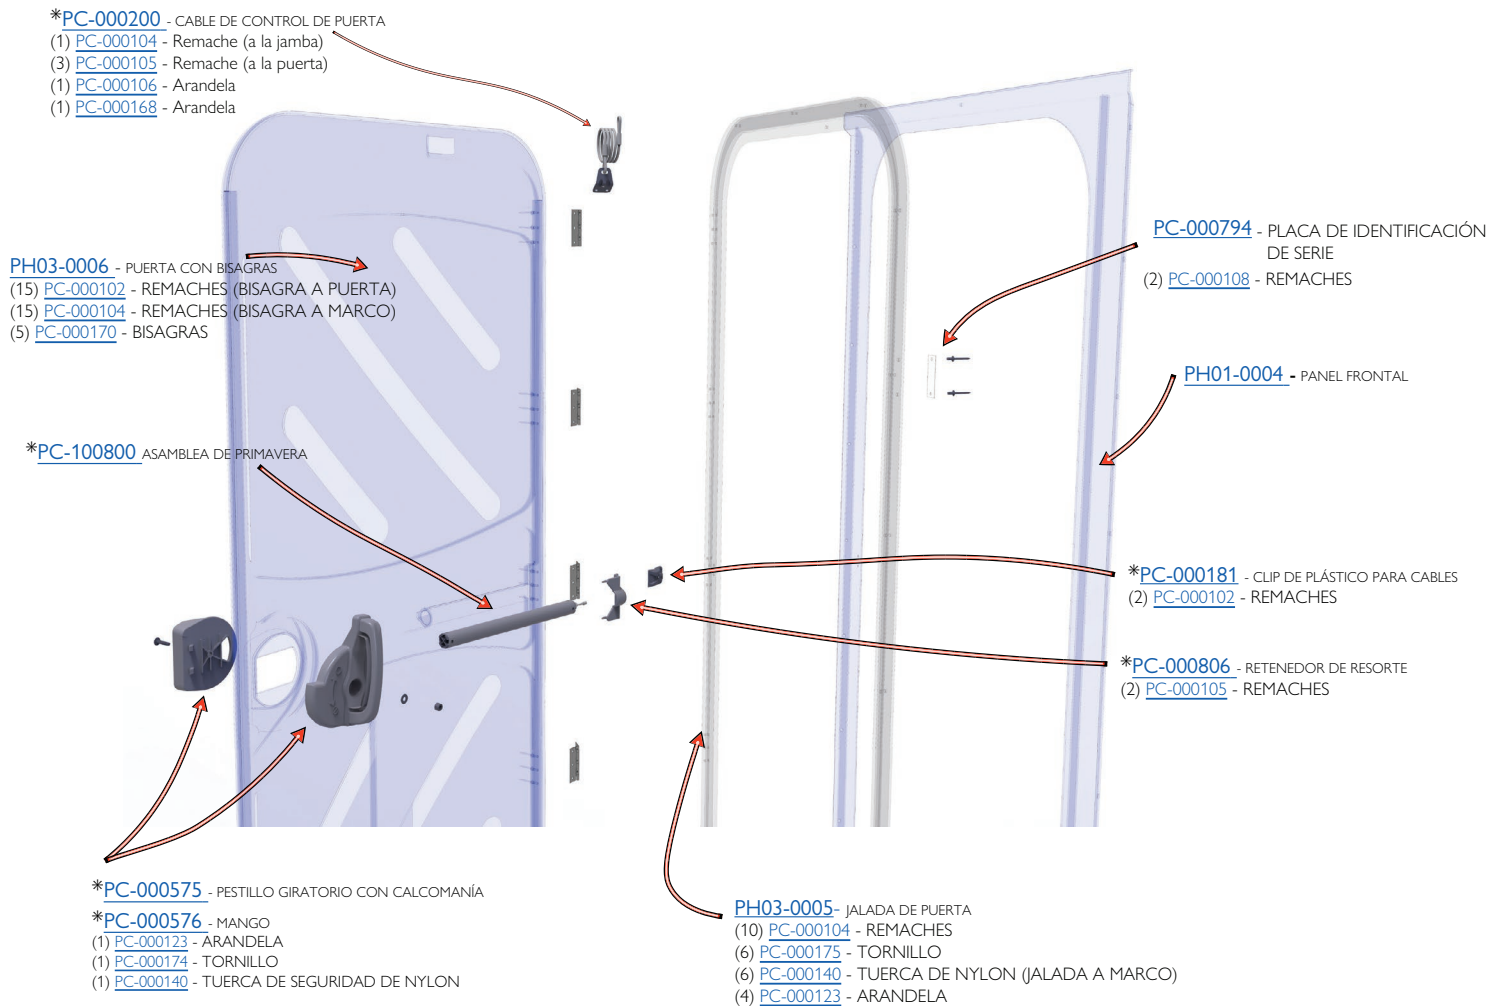 *PC-000200 - CABLE DE CONTROL DE PUERTA
(1) PC-000104 - Remache (a la jamba)
(3) PC-000105 - Remache (a la puerta)
(1) PC-000106 - Arandela
(1) PC-000168 - Arandela
PH03-0006 - PUERTA CON BISAGRAS
(15) PC-000102 - REMACHES (BISAGRA A PUERTA)
(15) PC-000104 - REMACHES (BISAGRA A MARCO)
(5) PC-000170 - BISAGRAS
*PC-100800 ASAMBLEA DE PRIMAVERA
PC-000794 - PLACA DE IDENTIFICACIÓN
DE SERIE
(2) PC-000108 - REMACHES
PH01-0004 - PANEL FRONTAL
*PC-000181 - CLIP DE PLÁSTICO PARA CABLES
(2) PC-000102 - REMACHES
*PC-000806 - RETENEDOR DE RESORTE
(2) PC-000105 - REMACHES
*PC-000575 - PESTILLO GIRATORIO CON CALCOMANÍA
*PC-000576 - MANGO
(1) PC-000123 - ARANDELA
(1) PC-000174 - TORNILLO
(1) PC-000140 - TUERCA DE SEGURIDAD DE NYLON
PH03-0005- JALADA DE PUERTA
(10) PC-000104 - REMACHES
(6) PC-000175 - TORNILLO
(6) PC-000140 - TUERCA DE NYLON (JALADA A MARCO)
(4) PC-000123 - ARANDELA